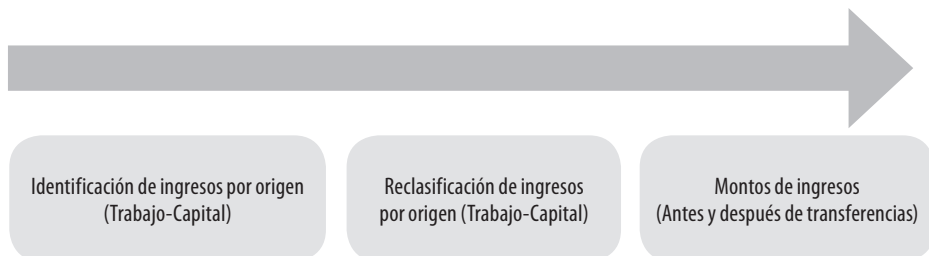 Identificación de ingresos por origen
(Trabajo-Capital)
Reclasificación de ingresos
por origen (Trabajo-Capital)
Montos de ingresos
(Antes y después de transferencias)